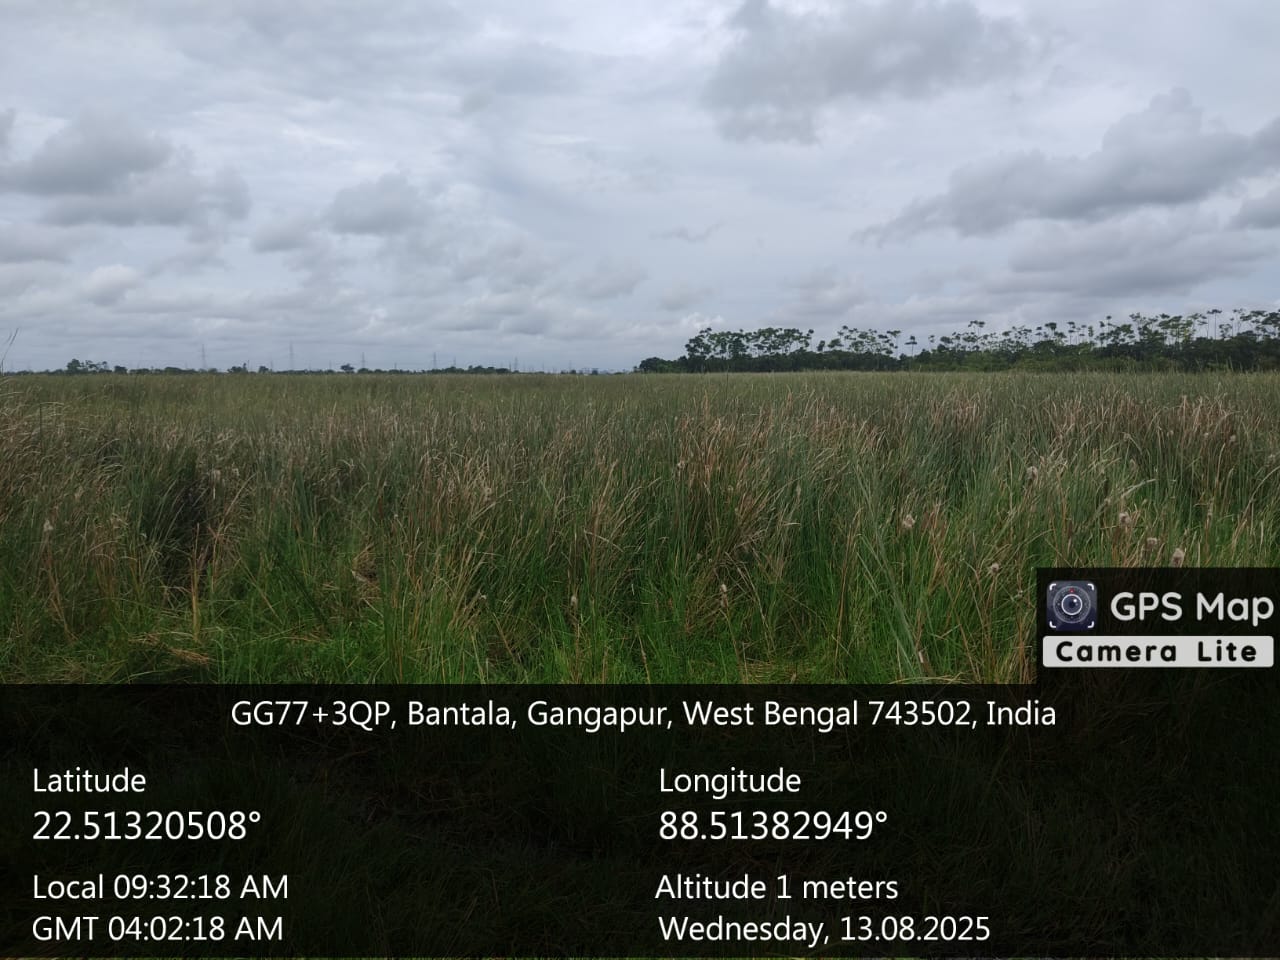 GPS Map
Camera Lite
GG77+3QP, Bantala, Gangapur, West Bengal 743502, India
Latitude
22.51320508°
Longitude
88.51382949°
Local 09:32:18 AM
GMT 04:02:18 AM
Altitude 1 meters
Wednesday, 13.08.2025